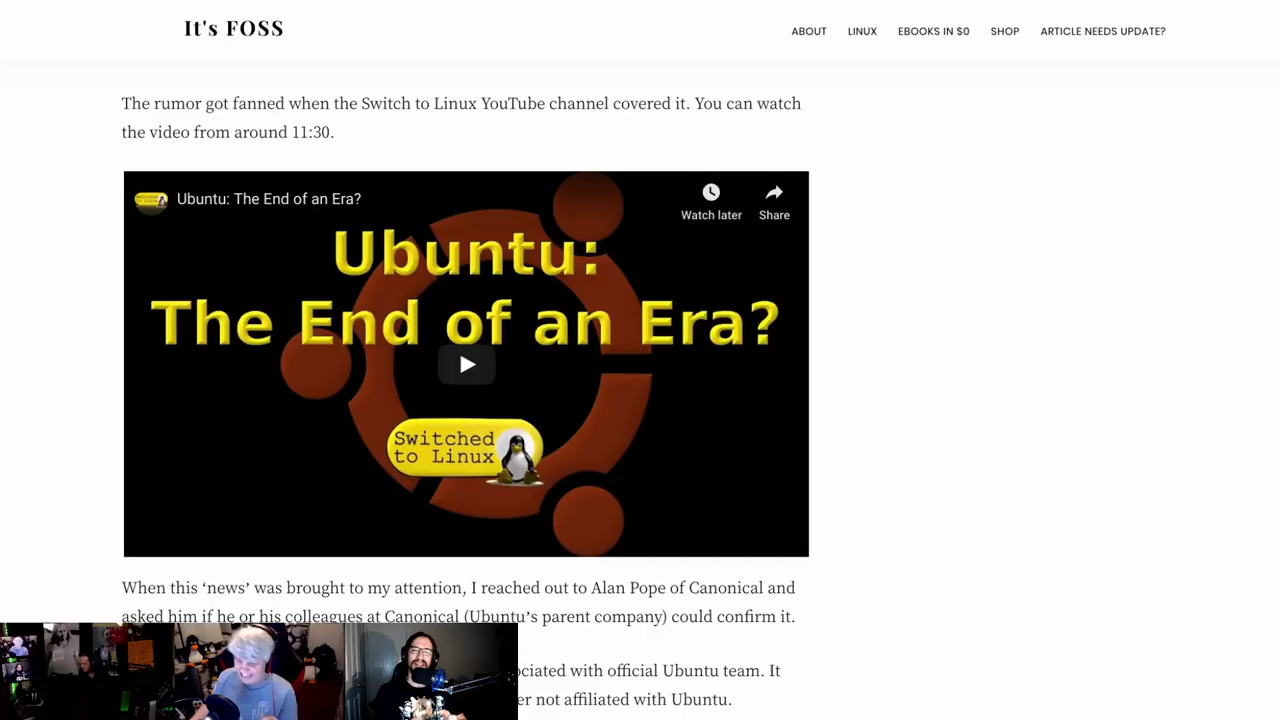 It's FOSS
ABOUT LINUX EBOOKS IN $0 SHOP ARTICLE NEEDS UPDATE?
The rumor got fanned when the Switch to Linux YouTube channel covered it. You can watch
the video from around 11:30.
Ubuntu: The End of an Era?
Watch later Share
Ubuntu:
The End of an Era?
Switched
to Linux
When this ‘news’ was brought to my attention, I reached out to Alan Pope of Canonical and
asked him if he or his colleagues at Canonical (Ubuntu’s parent company) could confirm it.
with official Ubuntu team. It
not affiliated with Ubuntu.